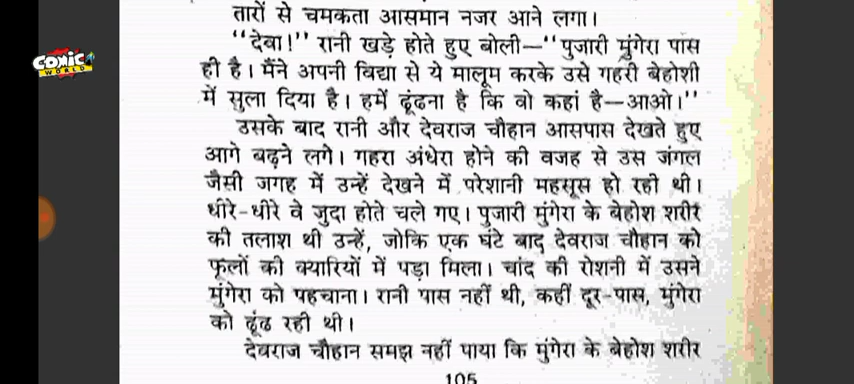 तारों से चमकता आसमान नजर आने लगा।
COMIC
WORLD
‘‘देवा!’’ रानी खड़े होते हुए बोली—‘‘पुजारी मुंगेरा पास
ही है। मैंने अपनी विद्या से ये मालूम करके उसे गहरी बेहोशी
में सुला दिया है। हमें ढूंढना है कि वो कहां है—आओ।’’
उसके बाद रानी और देवराज चौहान आसपास देखते हुए
आगे बढ़ने लगे। गहरा अंधेरा होने की वजह से उस जंगल
जैसी जगह में उन्हें देखने में परेशानी महसूस हो रही थी।
धीरे-धीरे वे जुदा होते चले गए। पुजारी मुंगेरा के बेहोश शरीर
की तलाश थी उन्हें, जोकि एक घंटे बाद देवराज चौहान को
फूलों की क्यारियों में पड़ा मिला। चांद की रोशनी में उसने
मुंगेरा को पहचाना। रानी पास नहीं थी, कहीं दूर-पास, मुंगेरा
को ढूंढ रही थी।
देवराज चौहान समझ नहीं पाया कि मुंगेरा के बेहोश शरीर
105